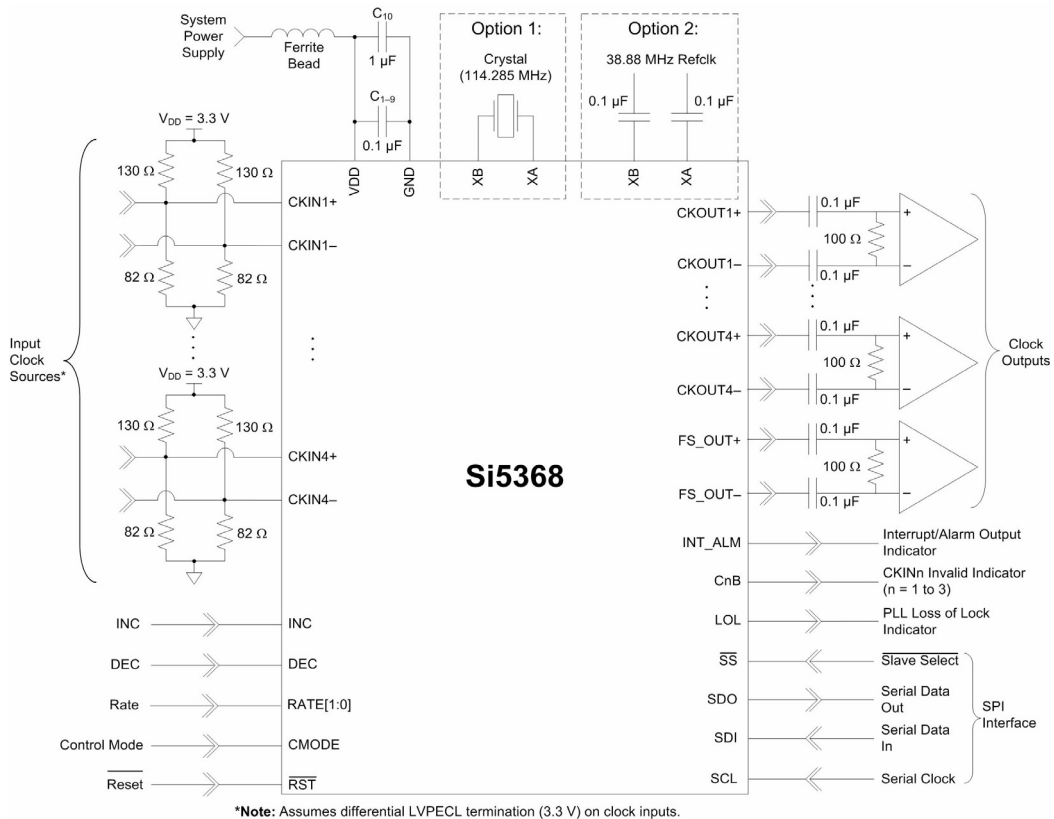 System
Power
Supply
Ferrite
Bead
C10
1 µF
C1–9
0.1 µF
VDD
GND
Option 1:
Crystal
(114.285 MHz)
XB
XA
Option 2:
38.88 MHz Refclk
0.1 µF
0.1 µF
XB
XA
VDD = 3.3 V
130 Ω
130 Ω
CKIN1+
CKIN1–
82 Ω
82 Ω
Input
Clock
Sources*
VDD = 3.3 V
130 Ω
130 Ω
CKIN4+
CKIN4–
82 Ω
82 Ω
INC
INC
DEC
DEC
Rate
RATE[1:0]
Control Mode
CMODE
Reset
RST
Si5368
CKOUT1+
0.1 µF
100 Ω
+
–
CKOUT1–
0.1 µF
CKOUT4+
0.1 µF
100 Ω
+
–
CKOUT4–
0.1 µF
FS_OUT+
0.1 µF
100 Ω
+
–
FS_OUT–
0.1 µF
Clock
Outputs
INT_ALM
Interrupt/Alarm Output
Indicator
CnB
CKINn Invalid Indicator
(n = 1 to 3)
LOL
PLL Loss of Lock
Indicator
SS
Slave Select
SDO
Serial Data
Out
SDI
Serial Data
In
SCL
Serial Clock
SPI
Interface
*Note: Assumes differential LVPECL termination (3.3 V) on clock inputs.